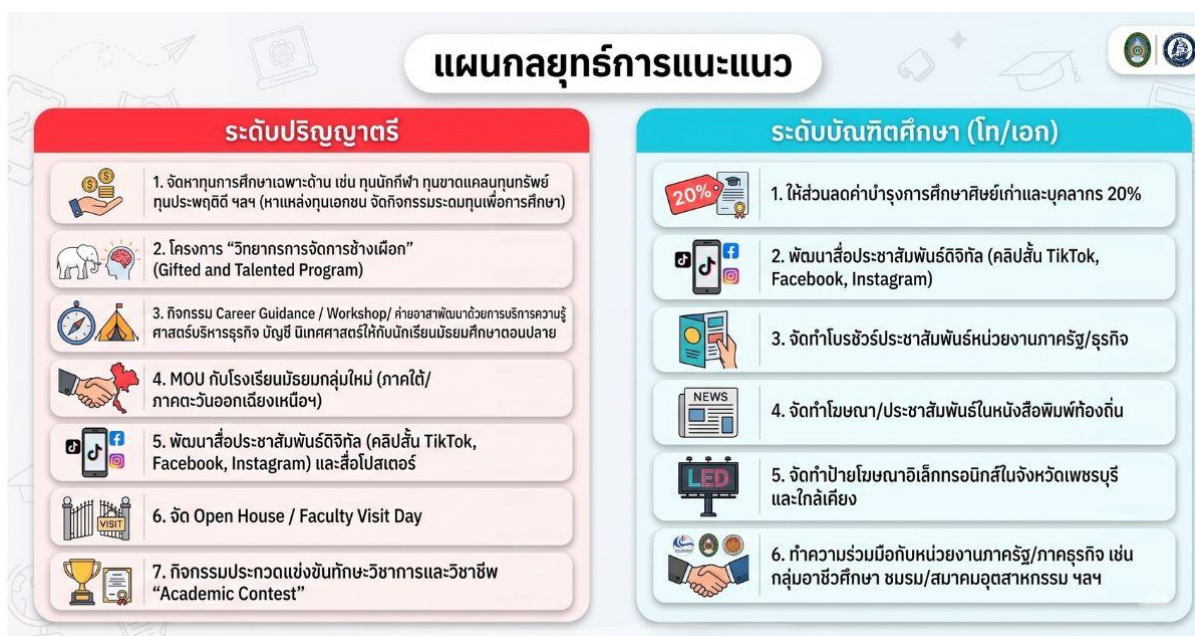 แผนกลยุทธ์การแนะแนว
ระดับปริญญาตรี
1. จัดหาทุนการศึกษาเฉพาะด้าน เช่น ทุนนักกีฬา ทุนขาดแคลนทุนทรัพย์
ทุนประพฤติดี ฯลฯ (หาแหล่งทุนเอกชน จัดกิจกรรมระดมทุนเพื่อการศึกษา)
2. โครงการ “วิทยาการการจัดการช้างเผือก”
(Gifted and Talented Program)
3. กิจกรรม Career Guidance / Workshop/ ค่ายอาสาพัฒนาด้วยการบริการความรู้
ศาสตร์บริหารธุรกิจ บัญชี นิเทศศาสตร์ให้กับนักเรียนมัธยมศึกษาตอนปลาย
4. MOU กับโรงเรียนมัธยมกลุ่มใหม่ (ภาคใต้/
ภาคตะวันออกเฉียงเหนือฯ)
5. พัฒนาสื่อประชาสัมพันธ์ดิจิทัล (คลิปสั้น TikTok,
Facebook, Instagram) และสื่อโปสเตอร์
VISIT
6. จัด Open House / Faculty Visit Day
7. กิจกรรมประกวดแข่งขันทักษะวิชาการและวิชาชีพ
“Academic Contest”
ระดับบัณฑิตศึกษา (โท/เอก)
20%
1. ให้ส่วนลดค่าบำรุงการศึกษาศิษย์เก่าและบุคลากร 20%
2. พัฒนาสื่อประชาสัมพันธ์ดิจิทัล (คลิปสั้น TikTok,
Facebook, Instagram)
3. จัดทำโบรชัวร์ประชาสัมพันธ์หน่วยงานภาครัฐ/ธุรกิจ
NEWS
4. จัดทำโฆษณา/ประชาสัมพันธ์ในหนังสือพิมพ์ท้องถิ่น
LED
5. จัดทำป้ายโฆษณาอิเล็กทรอนิกส์ในจังหวัดเพชรบุรี
และใกล้เคียง
6. ทำความร่วมมือกับหน่วยงานภาครัฐ/ภาคธุรกิจ เช่น
กลุ่มอาชีวศึกษา ชมรม/สมาคมอุตสาหกรรม ฯลฯ